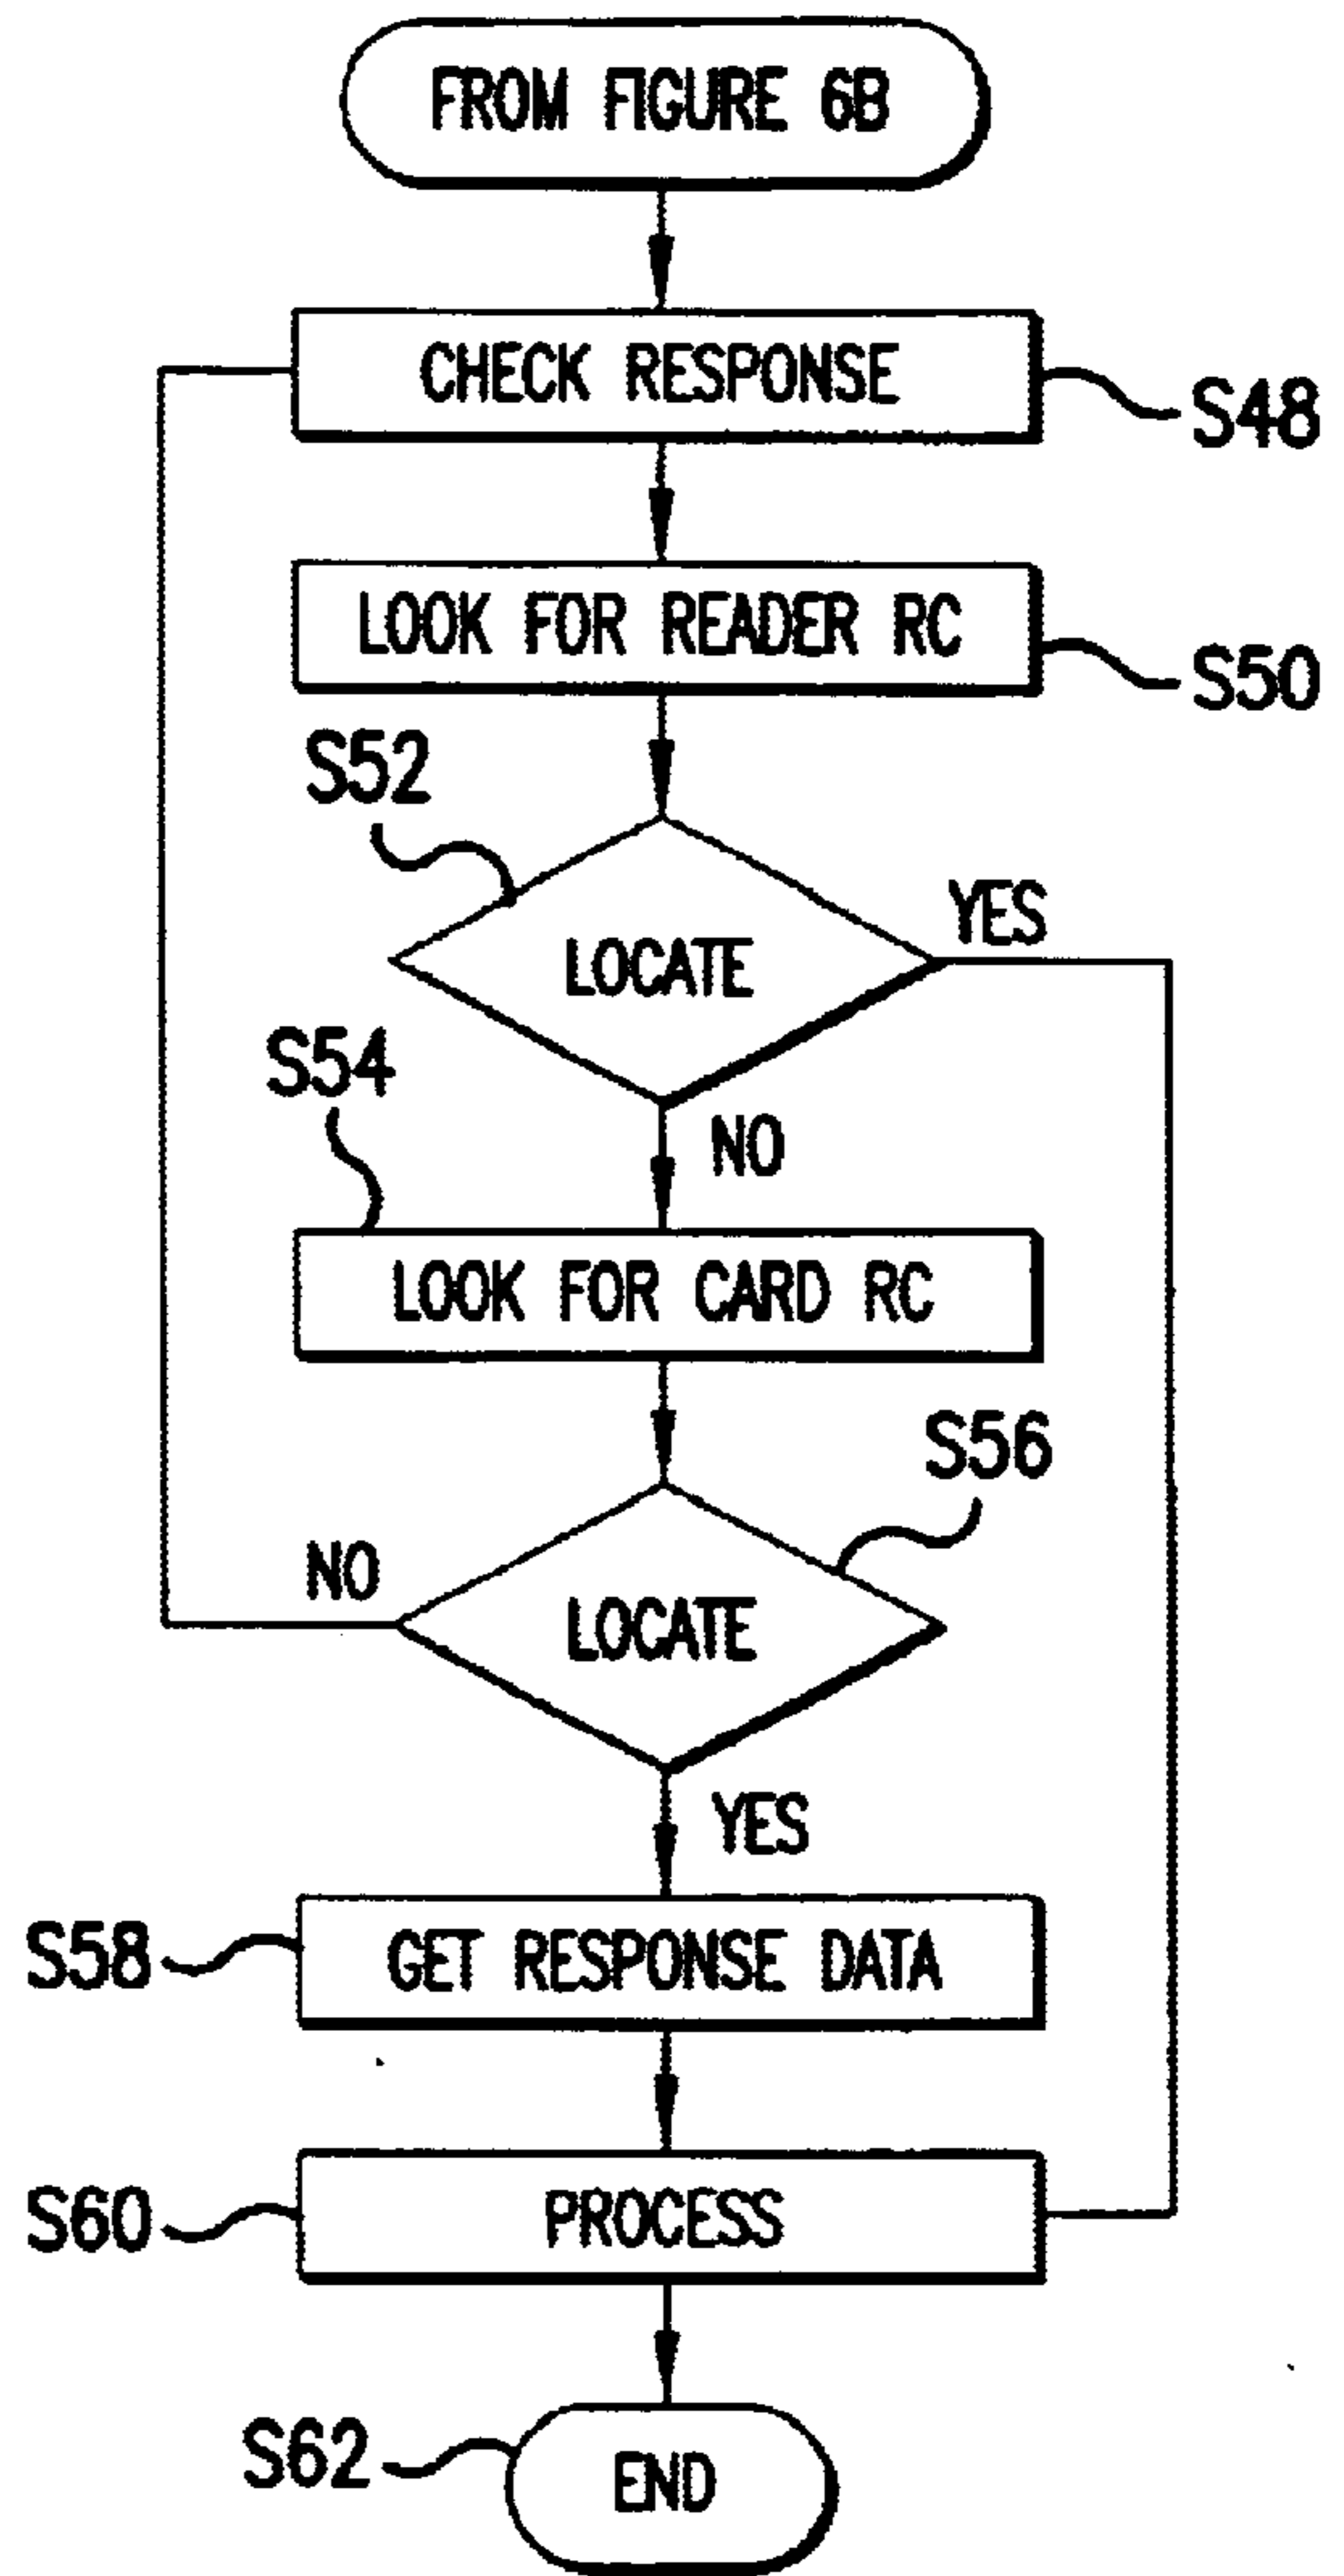 FROM FIGURE 6B
CHECK RESPONSE
S48
LOOK FOR READER RC
S50
S52
LOCATE
YES
NO
S54
LOOK FOR CARD RC
S56
LOCATE
NO
YES
S58
GET RESPONSE DATA
S60
PROCESS
S62
END